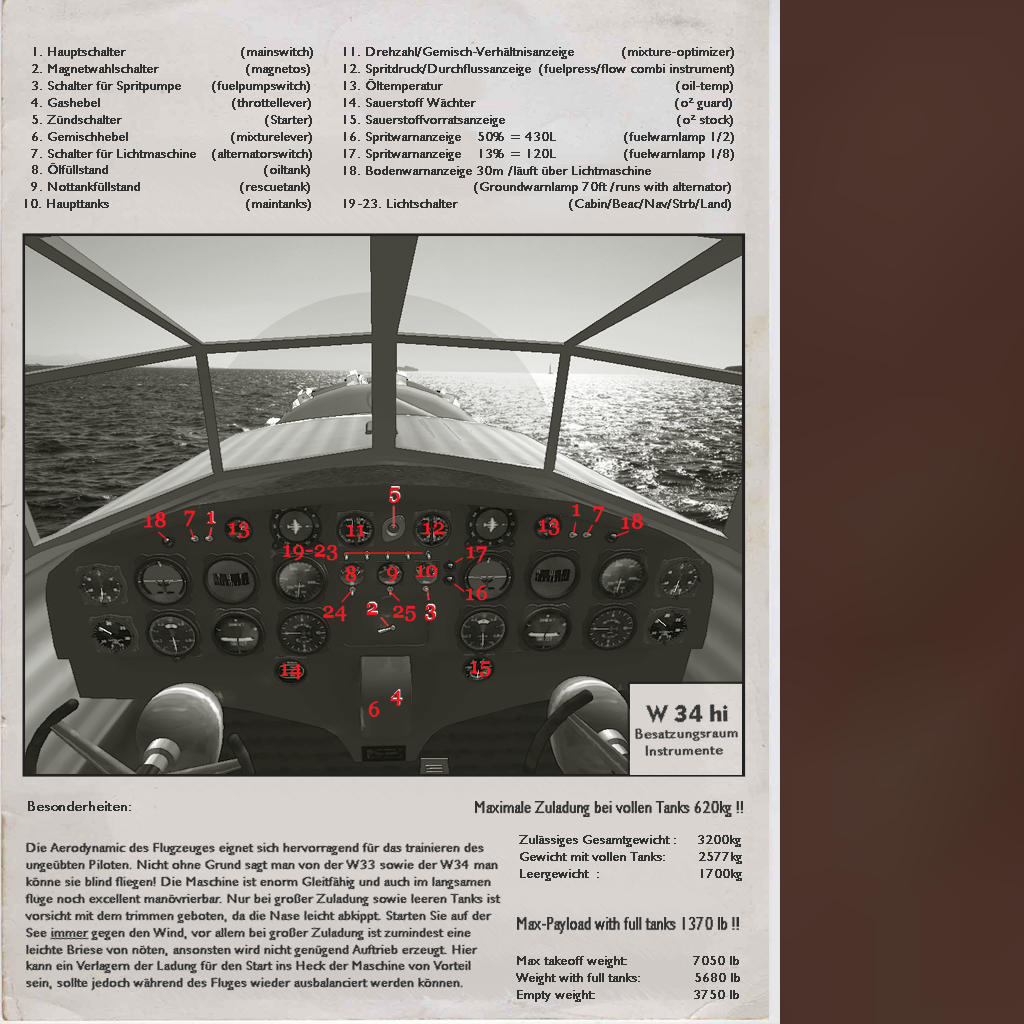 1. Hauptschalter (mainswitch)
2. Magnetwahlschalter (magnetos)
3. Schalter für Spritpumpe (fuelpumpswitch)
4. Gashebel (throttellever)
5. Zündschalter (Starter)
6. Gemischhebel (mixturelever)
7. Schalter für Lichtmaschine (alternatorswitch)
8. Ölfüllstand (oiltank)
9. Nottankfüllstand (rescuetank)
10. Haupttanks (maintanks)
11. Drehzahl/Gemisch-Verhältnisanzeige (mixture-optimizer)
12. Spritdruck/Durchflussanzeige (fuelpress/flow combi instrument)
13. Öltemperatur (oil-temp)
14. Sauerstoff Wächter (o² guard)
15. Sauerstoffvorratsanzeige (o² stock)
16. Spritwarnanzeige 50% = 430L (fuelwarnlamp 1/2)
17. Spritwarnanzeige 13% = 120L (fuelwarnlamp 1/8)
18. Bodenwarnanzeige 30m /läuft über Lichtmaschine
(Groundwarnlamp 70ft /runs with alternator)
19-23. Lichtschalter (Cabin/Beac/Nav/Strb/Land)
5
18 7 1 13 11 12 13 1 7 18
19-23 17
8 9 10
16
24 2 25 3
14 15
6 4
W 34 hi
Besatzungsraum
Instrumente
Besonderheiten:
Die Aerodynamic des Flugzeuges eignet sich hervorragend für das trainieren des
ungeübten Piloten. Nicht ohne Grund sagt man von der W33 sowie der W34 man
könne sie blind fliegen! Die Maschine ist enorm Gleitfähig und auch im langsamen
fluge noch excellent manövrierbar. Nur bei großer Zuladung sowie leeren Tanks ist
vorsicht mit dem trimmen geboten, da die Nase leicht abkippt. Starten Sie auf der
See immer gegen den Wind, vor allem bei großer Zuladung ist zumindest eine
leichte Briese von nöten, ansonsten wird nicht genügend Auftrieb erzeugt. Hier
kann ein Verlagern der Ladung für den Start ins Heck der Maschine von Vorteil
sein, sollte jedoch während des Fluges wieder ausbalanciert werden können.
Maximale Zuladung bei vollen Tanks 620kg !!
Zulässiges Gesamtgewicht : 3200kg
Gewicht mit vollen Tanks: 2577kg
Leergewicht : 1700kg
Max-Payload with full tanks 1370 lb !!
Max takeoff weight: 7050 lb
Weight with full tanks: 5680 lb
Empty weight: 3750 lb